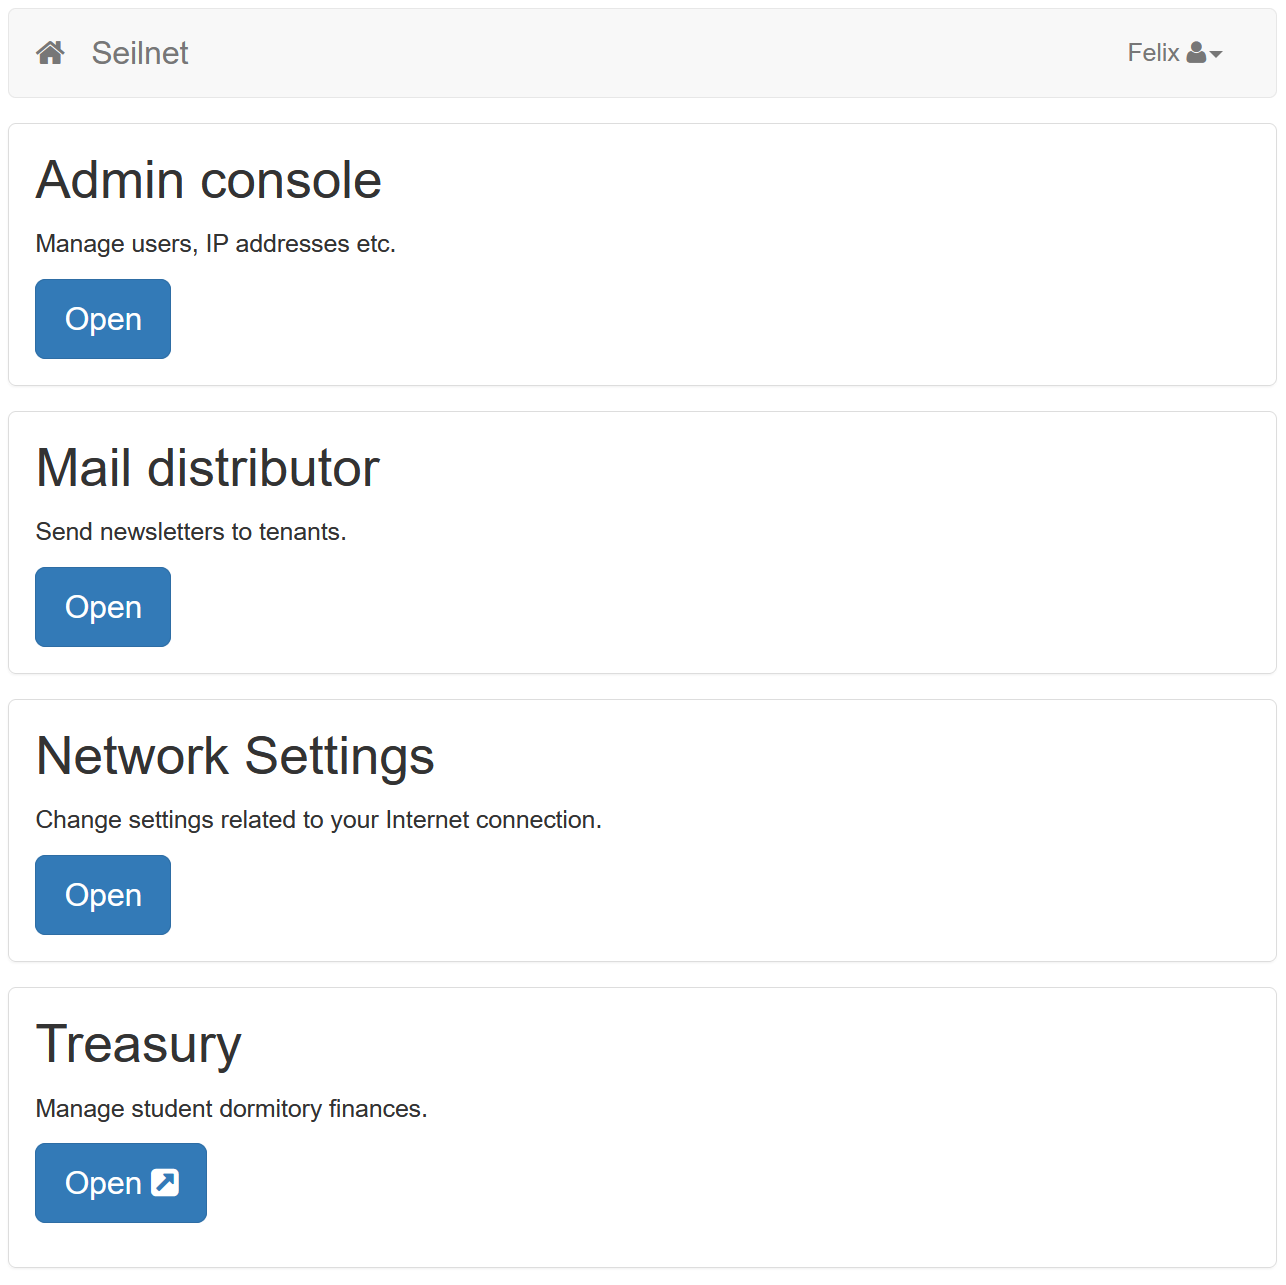 Seilnet
Felix
Admin console
Manage users, IP addresses etc.
Open
Mail distributor
Send newsletters to tenants.
Open
Network Settings
Change settings related to your Internet connection.
Open
Treasury
Manage student dormitory finances.
Open